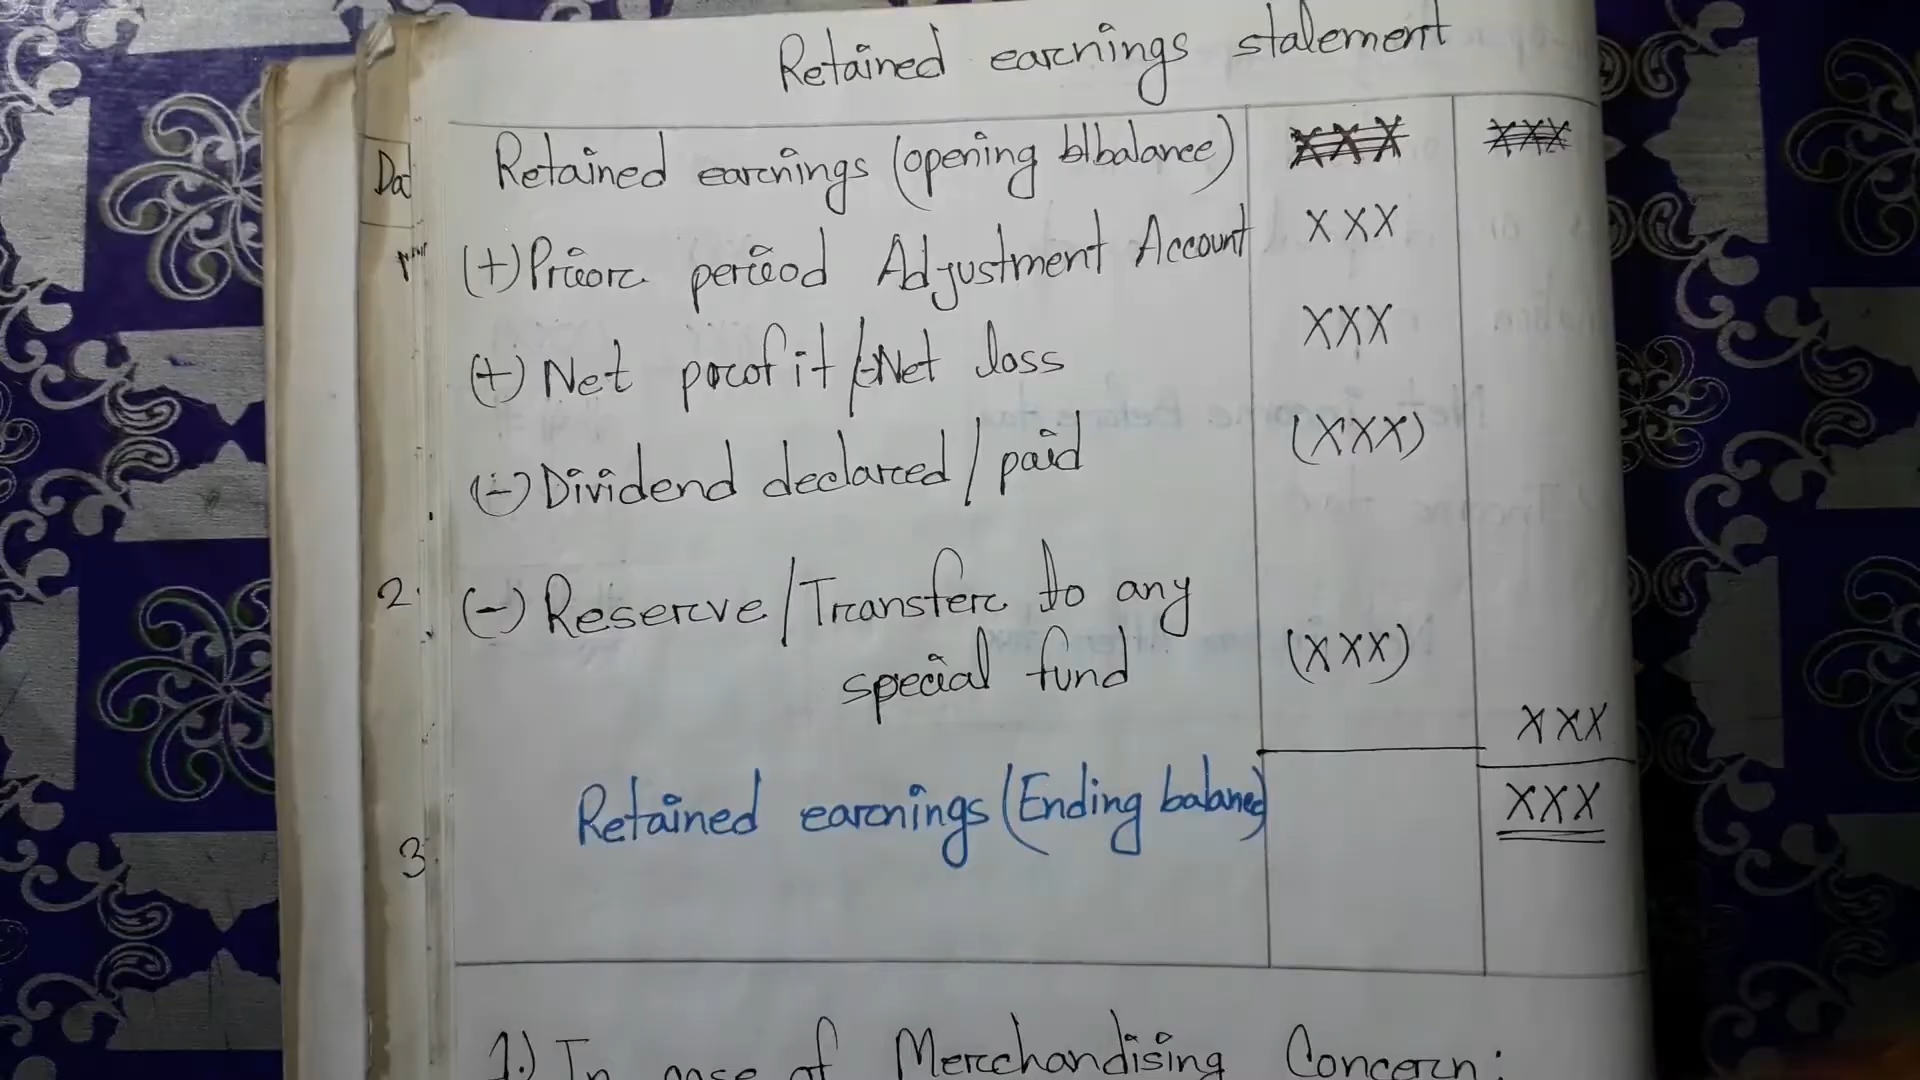 Retained earnings statement
Retained earnings (opening blbalance) XXX XXX
Da
(+) Prior period Adjustment Account XXX
(+) Net profit /(-)Net loss XXX
(-) Dividend declared / paid (XXX)
2. (-) Reserve/Transfer to any
special fund (XXX)
XXX
Retained earnings (Ending balance) XXX
3.
1.) In case of Merchandising Concern: